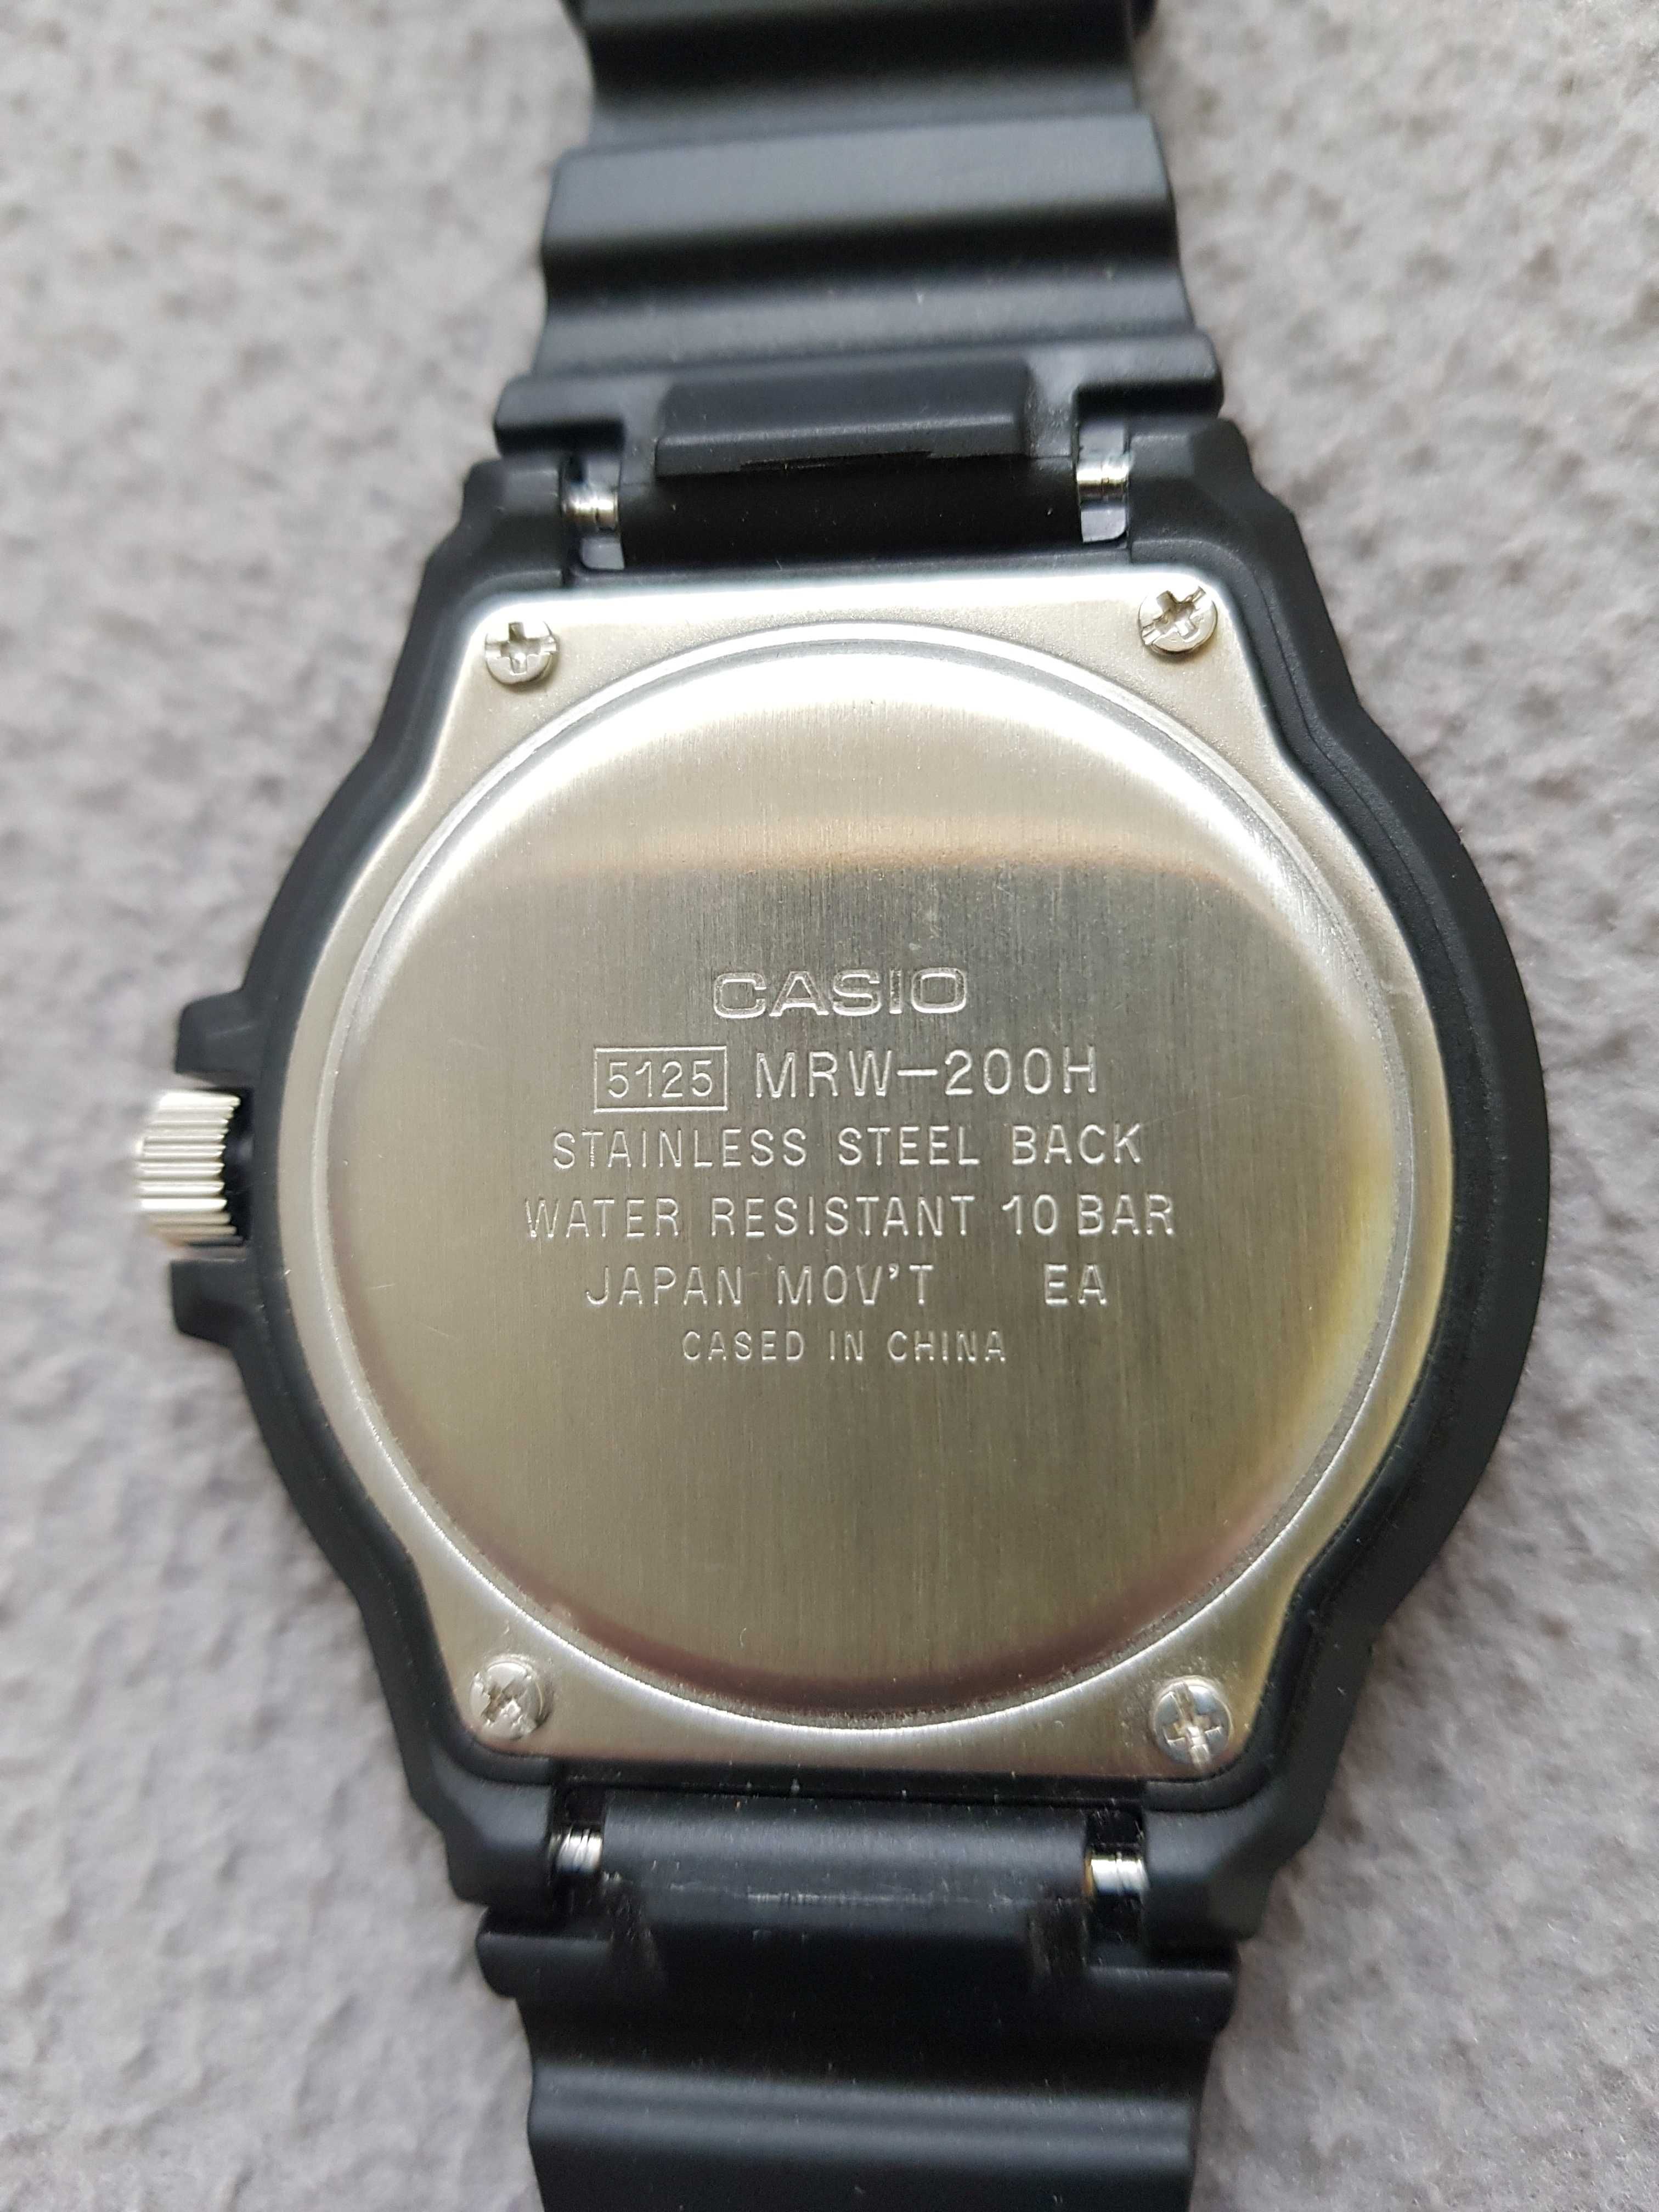 CASIO
5125 MRW-200H
STAINLESS STEEL BACK
WATER RESISTANT 10 BAR
JAPAN MOV'T EA
CASED IN CHINA